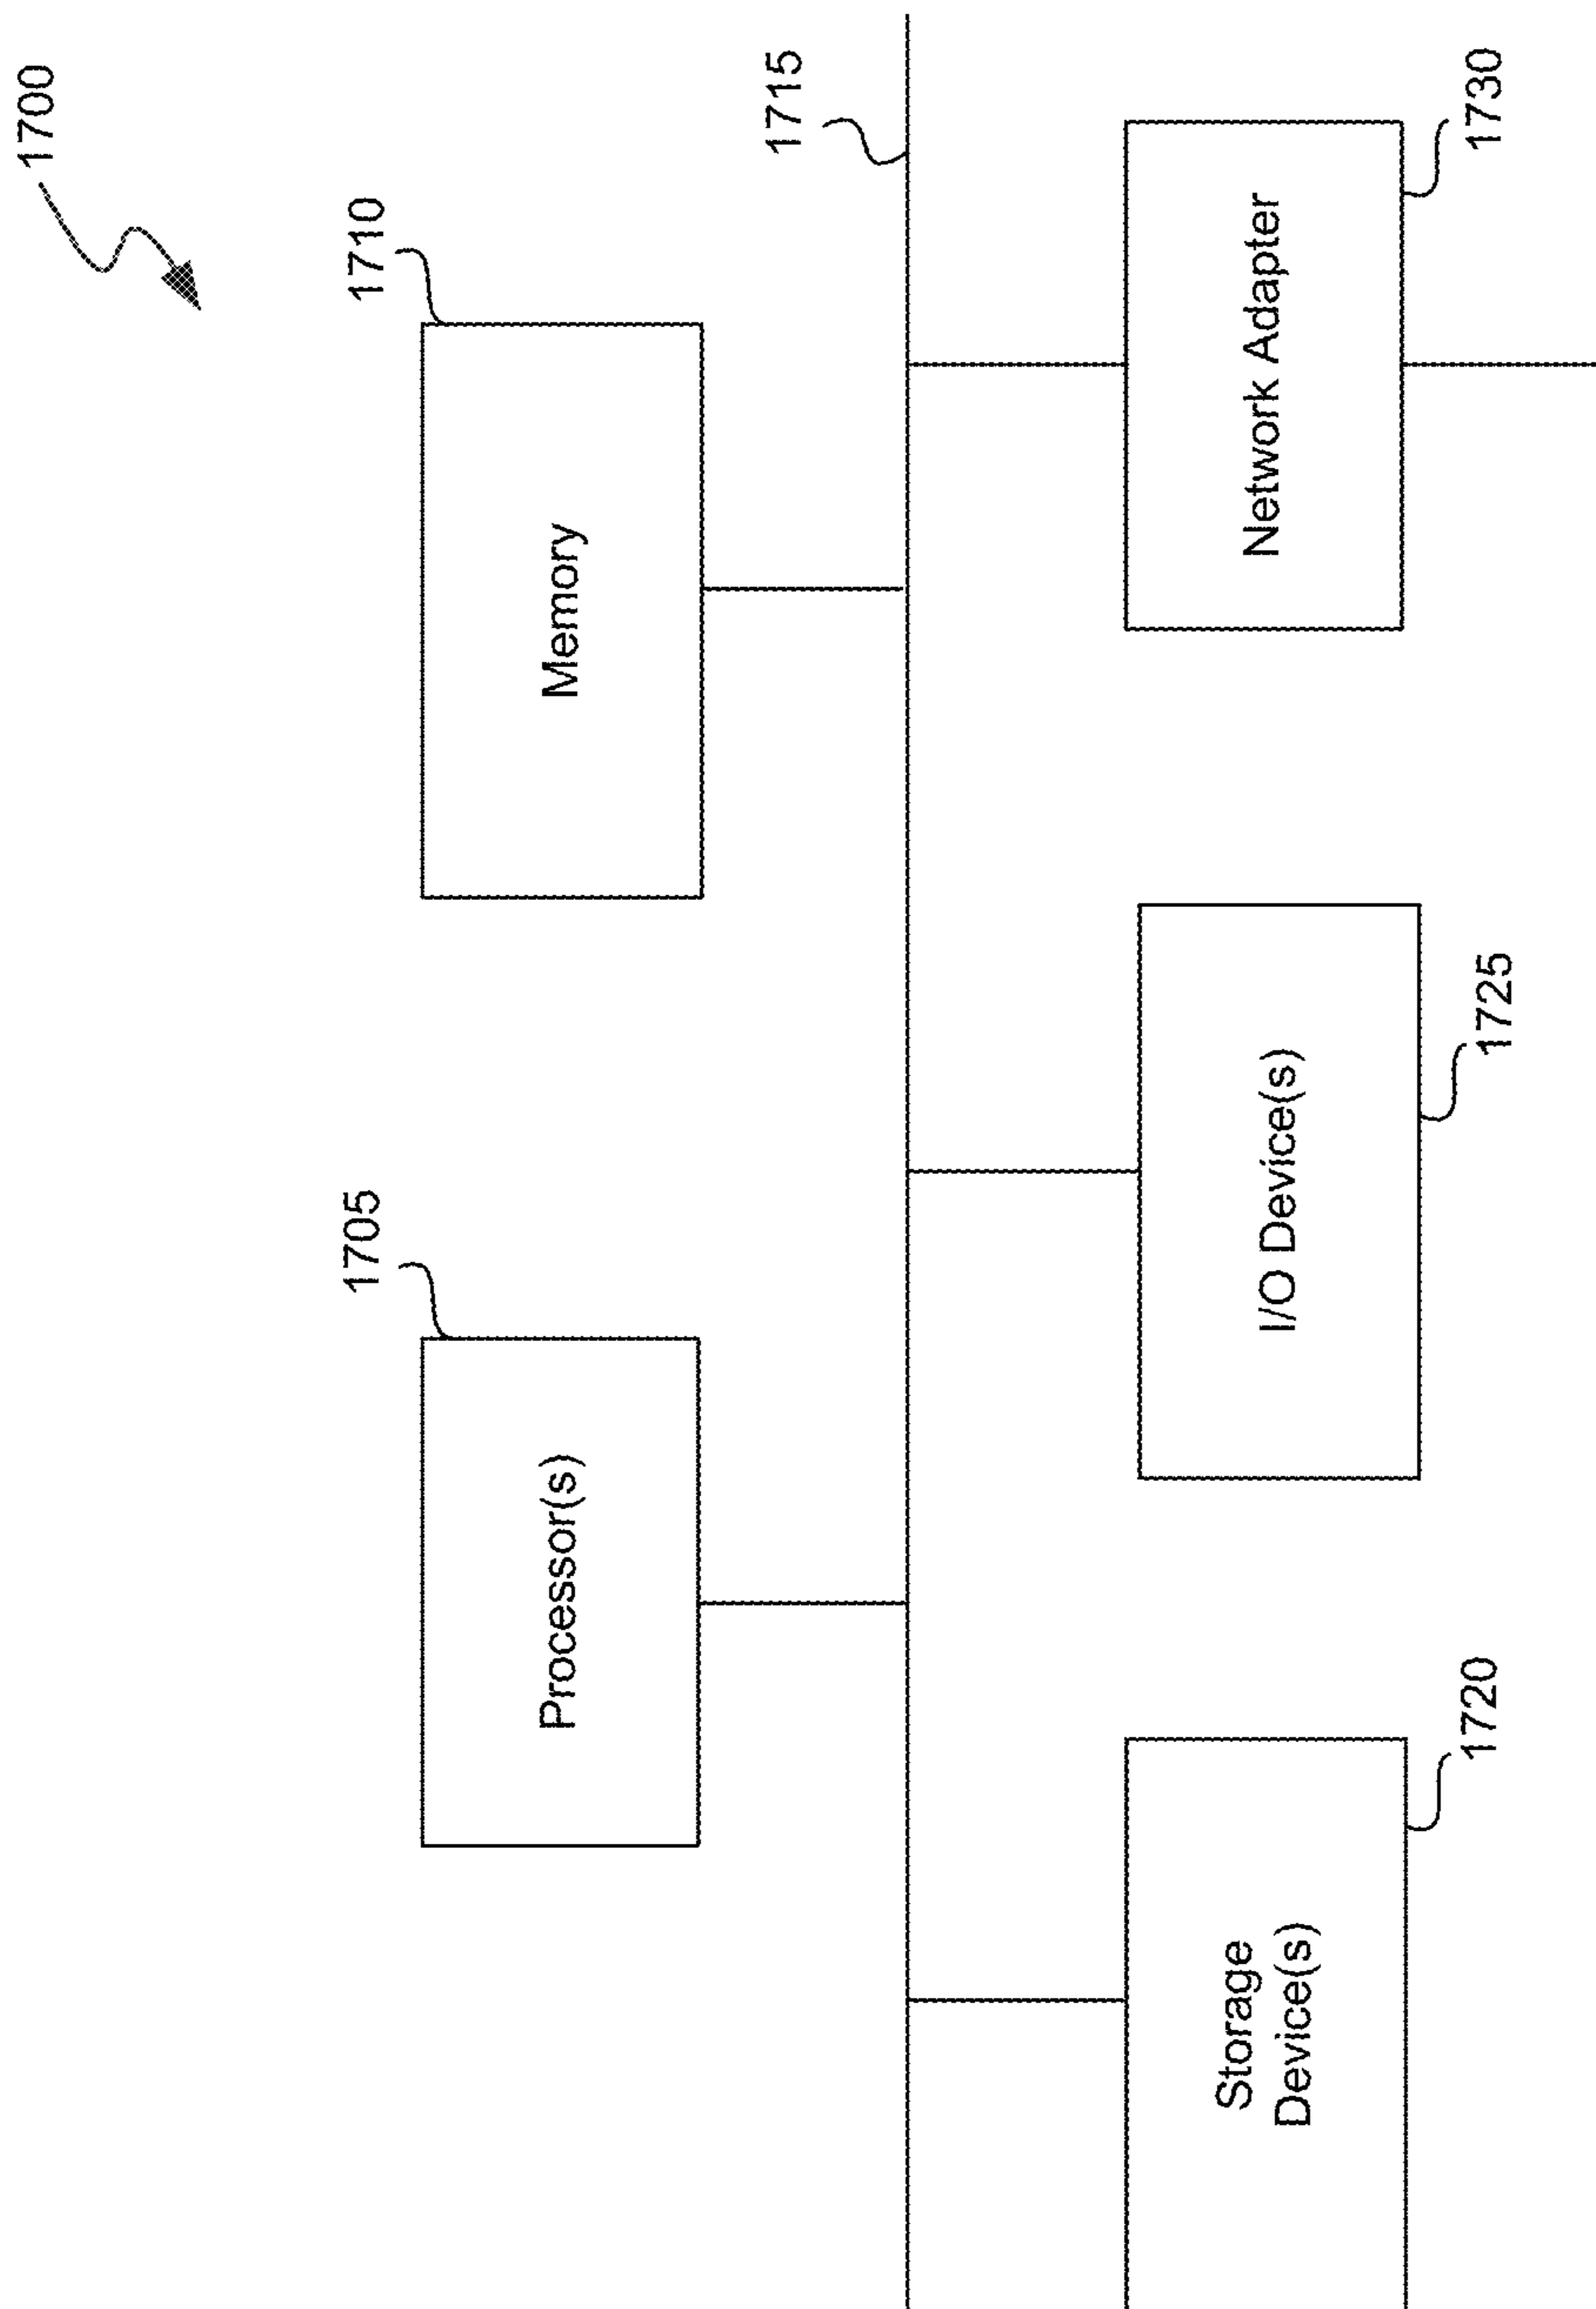 1700
1705
Processor(s)
1710
Memory
1715
Storage
Device(s)
1720
I/O Device(s)
1725
Network Adapter
1730